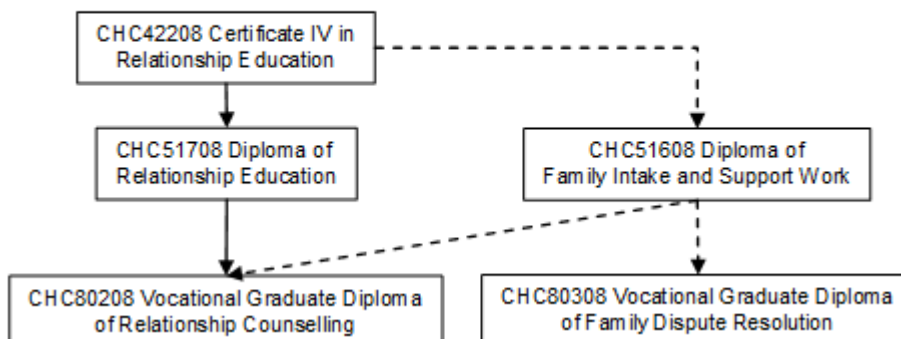 CHC42208 Certificate IV in
Relationship Education
CHC51708 Diploma of
Relationship Education
CHC51608 Diploma of
Family Intake and Support Work
CHC80208 Vocational Graduate Diploma
of Relationship Counselling
CHC80308 Vocational Graduate Diploma
of Family Dispute Resolution